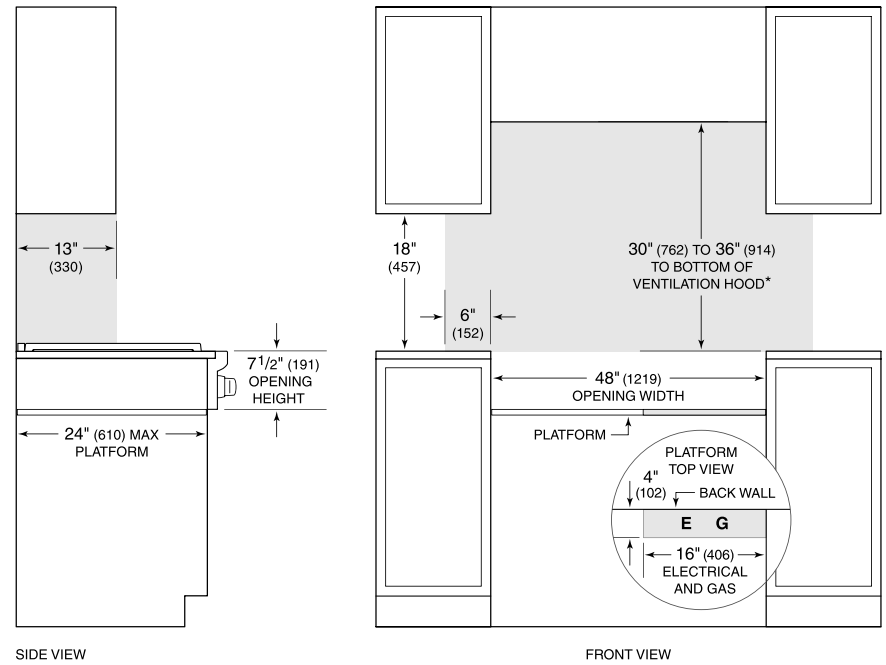 13"
(330)
7 1/2" (191)
OPENING
HEIGHT
24" (610) MAX
PLATFORM
SIDE VIEW
18"
(457)
30" (762) TO 36" (914)
TO BOTTOM OF
VENTILATION HOOD*
6"
(152)
48" (1219)
OPENING WIDTH
PLATFORM
PLATFORM
TOP VIEW
4"
(102)
BACK WALL
E G
16" (406)
ELECTRICAL
AND GAS
FRONT VIEW